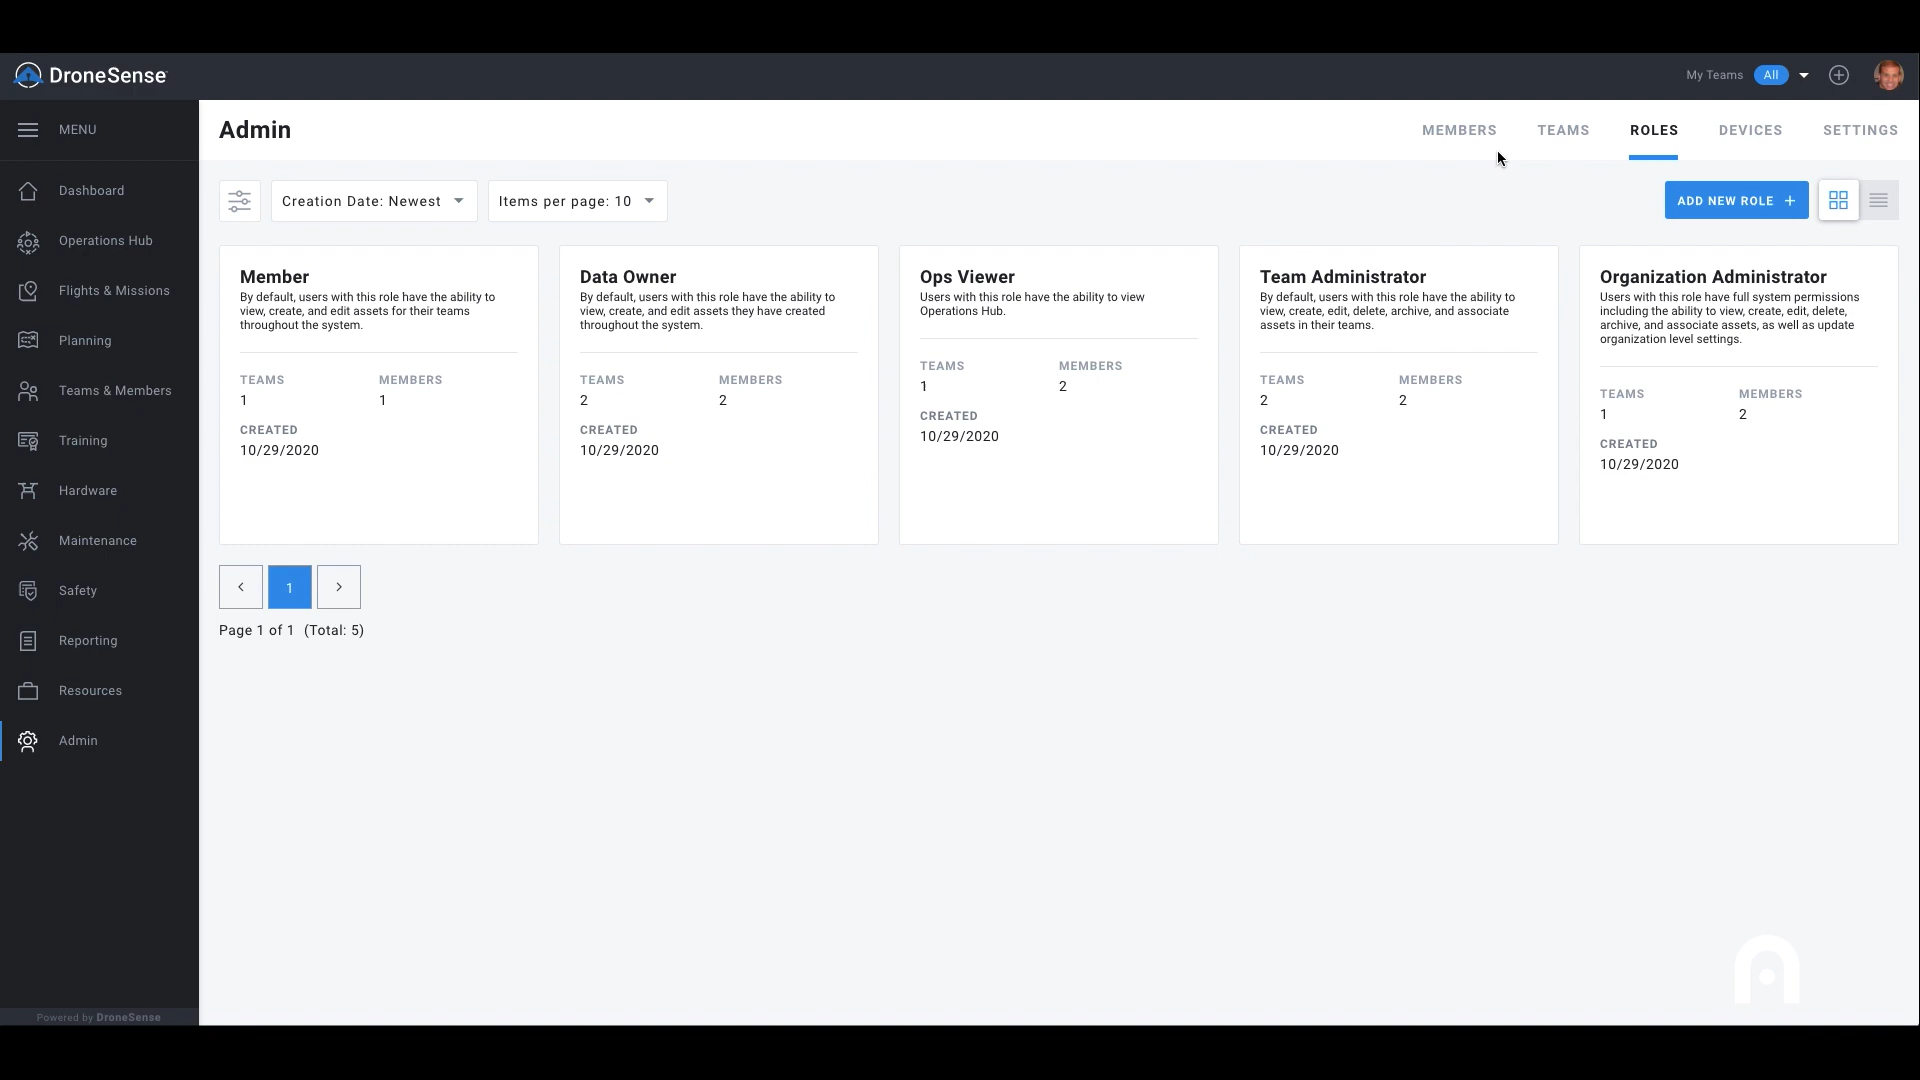 DroneSense
My Teams All
MENU
Admin
MEMBERS TEAMS ROLES DEVICES SETTINGS
Dashboard
Operations Hub
Flights & Missions
Planning
Teams & Members
Training
Hardware
Maintenance
Safety
Reporting
Resources
Admin
Powered by DroneSense
Creation Date: Newest
Items per page: 10
ADD NEW ROLE +
Member
By default, users with this role have the ability to
view, create, and edit assets for their teams
throughout the system.
TEAMS MEMBERS
1 1
CREATED
10/29/2020
Data Owner
By default, users with this role have the ability to
view, create, and edit assets they have created
throughout the system.
TEAMS MEMBERS
2 2
CREATED
10/29/2020
Ops Viewer
Users with this role have the ability to view
Operations Hub.
TEAMS MEMBERS
1 2
CREATED
10/29/2020
Team Administrator
By default, users with this role have the ability to
view, create, edit, delete, archive, and associate
assets in their teams.
TEAMS MEMBERS
2 2
CREATED
10/29/2020
Organization Administrator
Users with this role have full system permissions
including the ability to view, create, edit, delete,
archive, and associate assets, as well as update
organization level settings.
TEAMS MEMBERS
1 2
CREATED
10/29/2020
< 1 >
Page 1 of 1 (Total: 5)